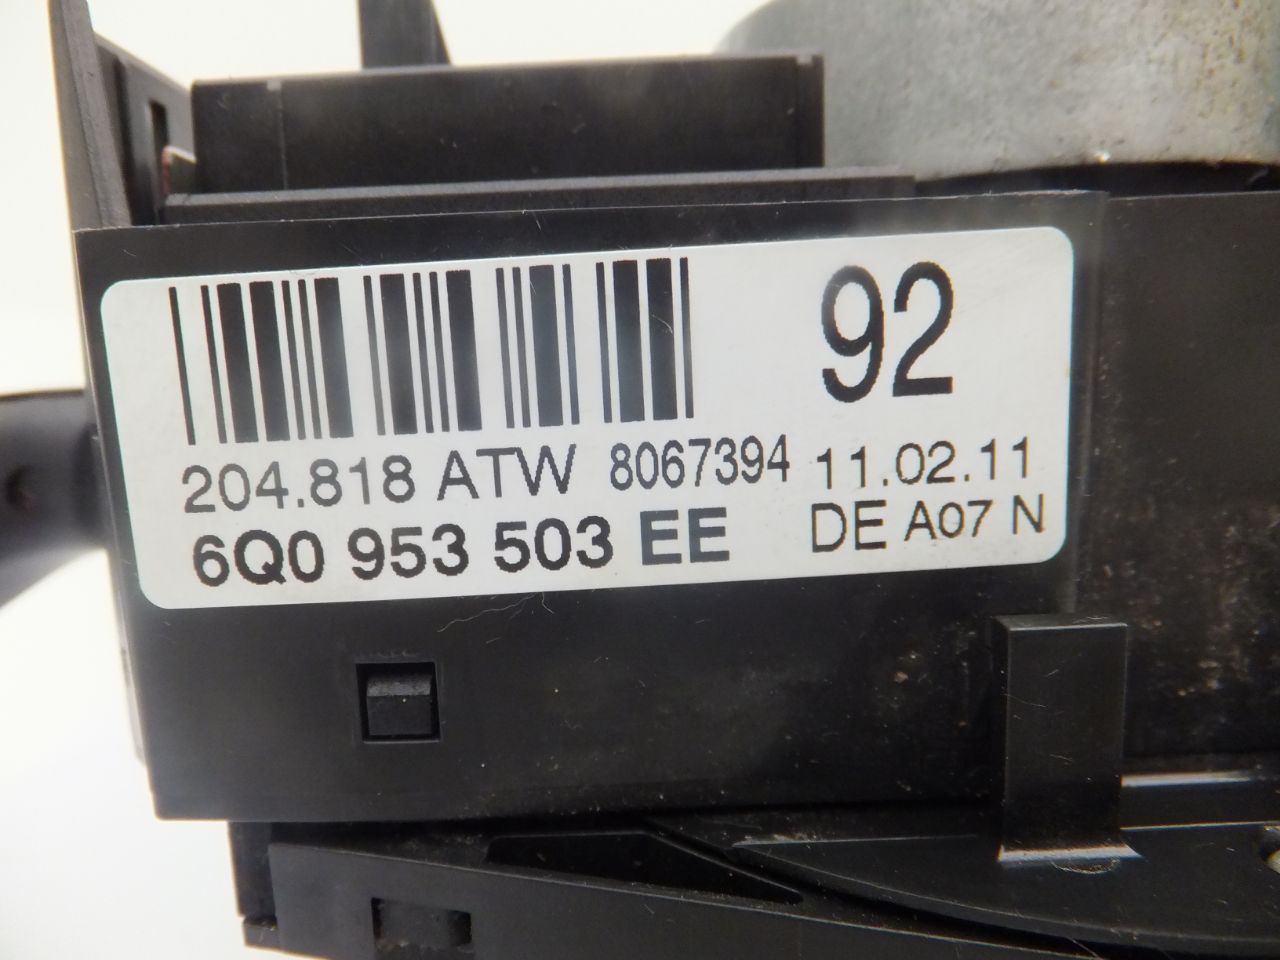 92
204.818 ATW 8067394 11.02.11
6Q0 953 503 EE DE A07 N